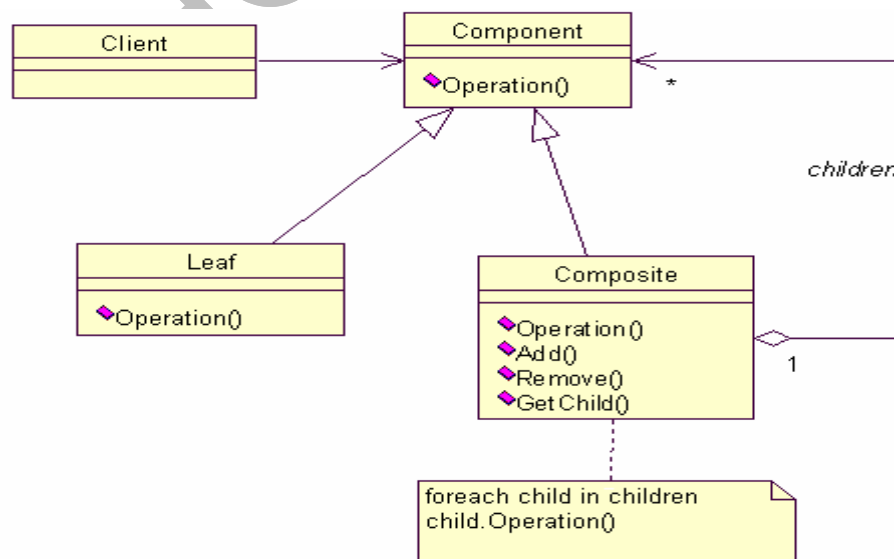 Client
Component
Operation()
*
children
Leaf
Operation()
Composite
Operation()
Add()
Remove()
GetChild()
1
foreach child in children
child.Operation()